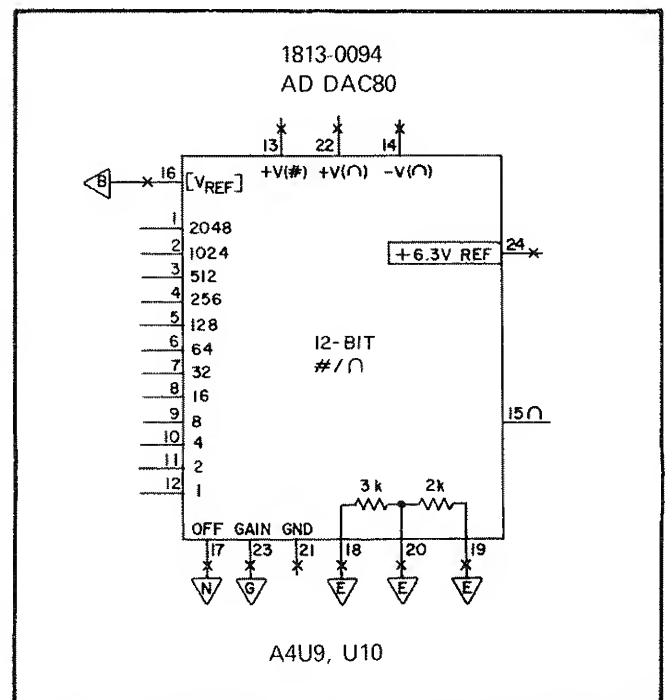 1813-0094
AD DAC80
13 22 14
+V(#) +V(∩) -V(∩)
B 16 [VREF]
1 2048
2 1024
+6.3V REF 24
3 512
4 256
5 128
12-BIT
6 64
#/∩
7 32
8 16
9 8
15 ∩
10 4
11 2
12 1
3k 2k
OFF GAIN GND
17 23 21 18 20 19
N G E E E
A4U9, U10